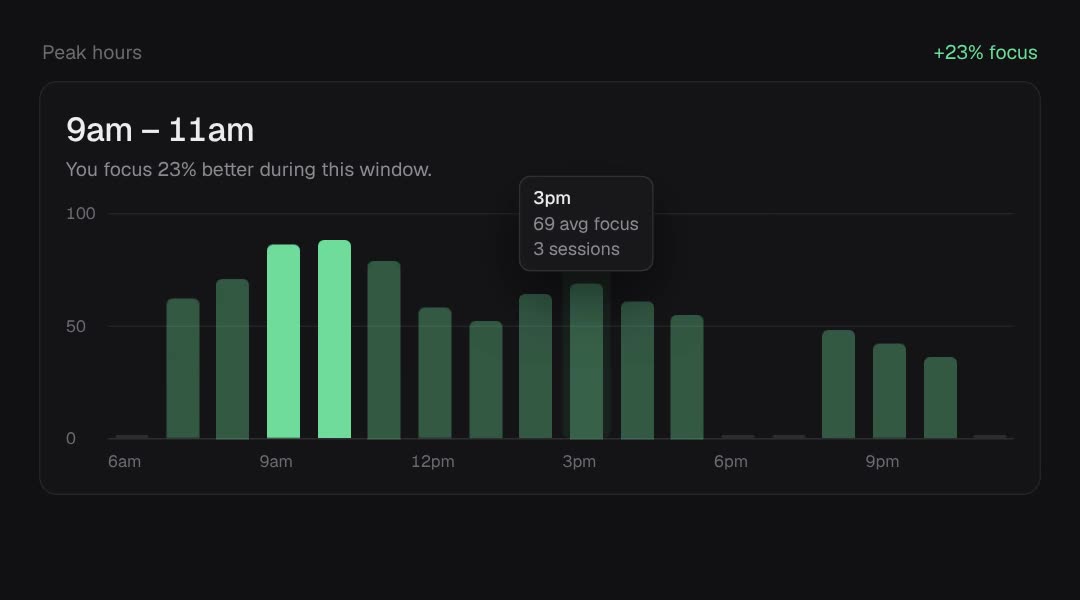 Peak hours
+23% focus
9am – 11am
You focus 23% better during this window.
3pm
69 avg focus
3 sessions
100
50
0
6am
9am
12pm
3pm
6pm
9pm